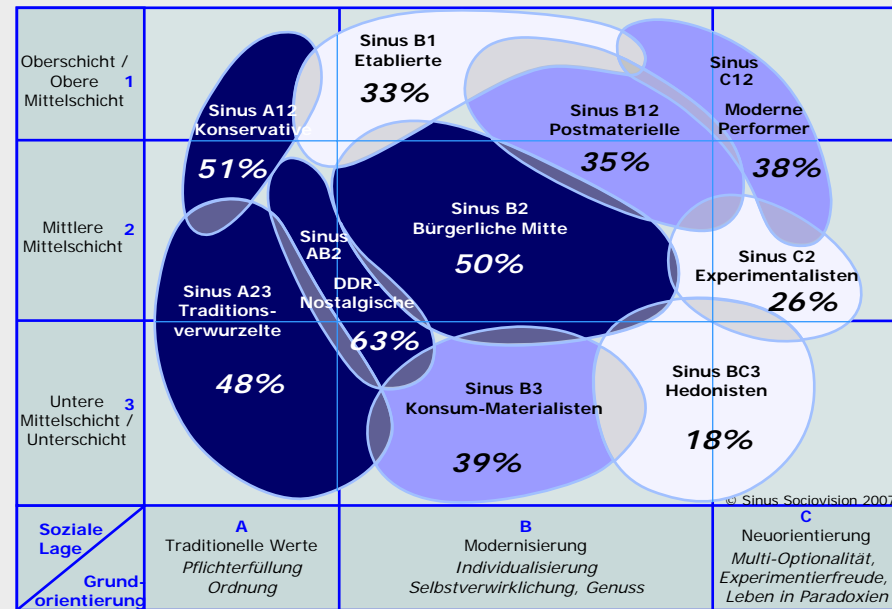 Oberschicht /
Obere 1
Mittelschicht
Mittlere 2
Mittelschicht
Untere
Mittelschicht / 3
Unterschicht
Sinus B1
Etablierte
33%
Sinus A12
Konservative
51%
Sinus B12
Postmaterielle
35%
Sinus
C12
Moderne
Performer
38%
Sinus
AB2
DDR-
Nostalgische
63%
Sinus B2
Bürgerliche Mitte
50%
Sinus C2
Experimentalisten
26%
Sinus A23
Traditions-
verwurzelte
48%
Sinus B3
Konsum-Materialisten
39%
Sinus BC3
Hedonisten
18%
© Sinus Sociovision 2007
Soziale
Lage
Grund-
orientierung
A
Traditionelle Werte
Pflichterfüllung
Ordnung
B
Modernisierung
Individualisierung
Selbstverwirklichung, Genuss
C
Neuorientierung
Multi-Optionalität,
Experimentierfreude,
Leben in Paradoxien